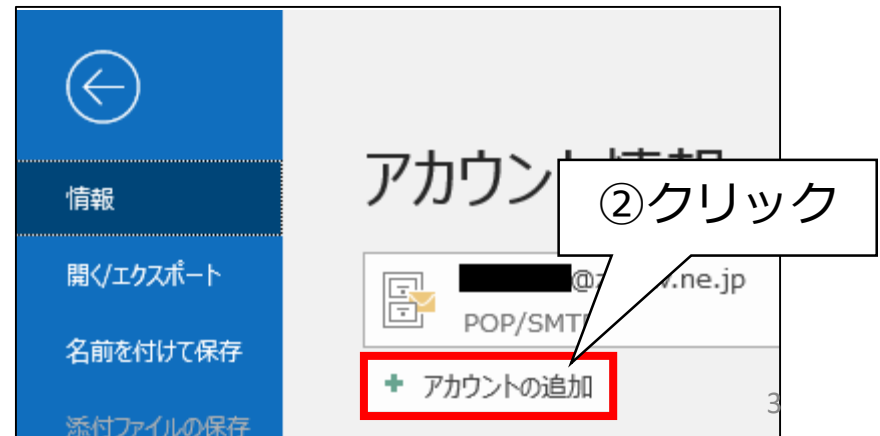 情報
開く/エクスポート
名前を付けて保存
添付ファイルの保存
アカウント情報
②クリック
.ne.jp
POP/SMT
アカウントの追加
3